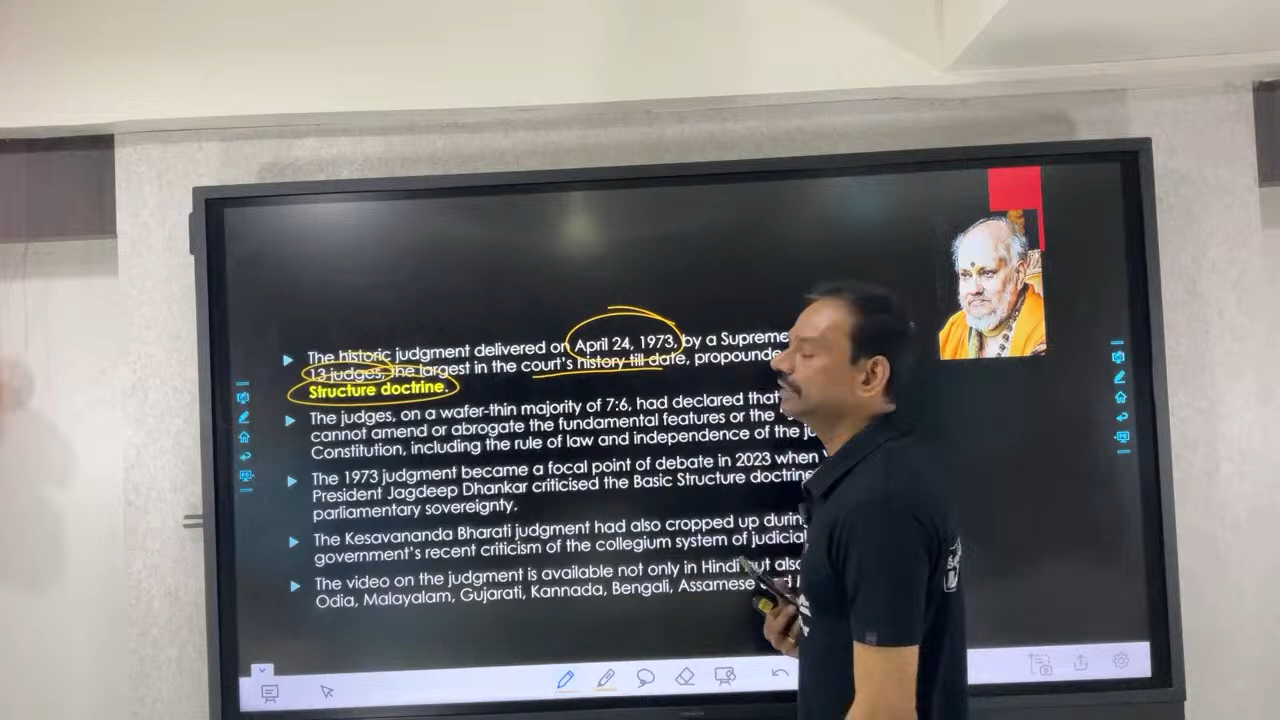 The historic judgment delivered on April 24, 1973, by a Supreme
13 judges, the largest in the court's history till date, propounde
Structure doctrine.
The judges, on a wafer-thin majority of 7:6, had declared that
cannot amend or abrogate the fundamental features or the
Constitution, including the rule of law and independence of the ju
The 1973 judgment became a focal point of debate in 2023 when
President Jagdeep Dhankar criticised the Basic Structure doctrine
parliamentary sovereignty.
The Kesavananda Bharati judgment had also cropped up durin
government's recent criticism of the collegium system of judicial
The video on the judgment is available not only in Hindi but also
Odia, Malayalam, Gujarati, Kannada, Bengali, Assamese